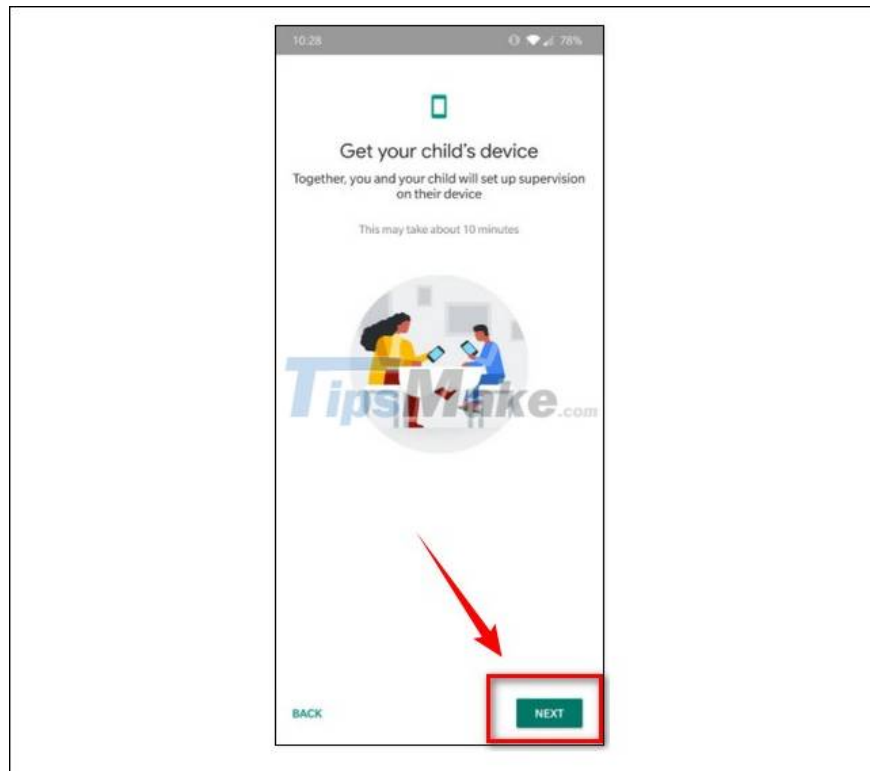 10:28
78%
Get your child's device
Together, you and your child will set up supervision
on their device
This may take about 10 minutes
TipsMake.com
BACK
NEXT